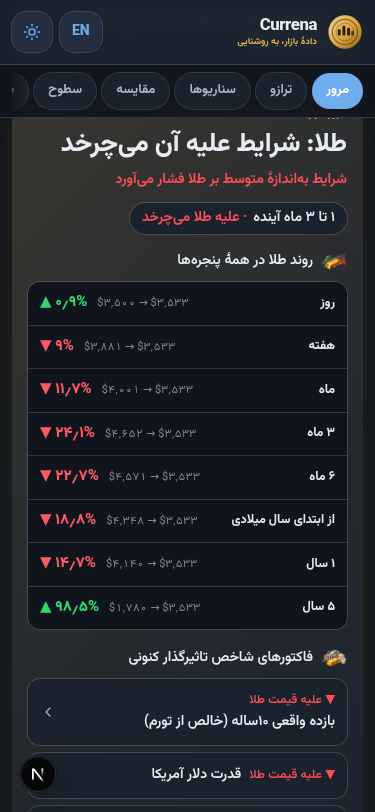 Currena
دادهٔ بازار، به روشنایی
EN
مرور
ترازو
سناریوها
مقایسه
سطوح
طلا: شرایط علیه آن می‌چرخد
شرایط به‌اندازهٔ متوسط بر طلا فشار می‌آورد
۱ تا ۳ ماه آینده · علیه طلا می‌چرخد
روند طلا در همهٔ پنجره‌ها
روز $۳,۵۰۰ → $۳,۵۳۳ ▲ ۰٫۹%
هفته $۳,۸۸۱ → $۳,۵۳۳ ▼ ۹%
ماه $۴,۰۰۱ → $۳,۵۳۳ ▼ ۱۱٫۷%
۳ ماه $۴,۶۵۲ → $۳,۵۳۳ ▼ ۲۴٫۱%
۶ ماه $۴,۵۷۱ → $۳,۵۳۳ ▼ ۲۲٫۷%
از ابتدای سال میلادی $۴,۳۴۸ → $۳,۵۳۳ ▼ ۱۸٫۸%
۱ سال $۴,۱۴۰ → $۳,۵۳۳ ▼ ۱۴٫۷%
۵ سال $۱,۷۸۰ → $۳,۵۳۳ ▲ ۹۸٫۵%
فاکتورهای شاخص تاثیرگذار کنونی
▼ علیه قیمت طلا
بازده واقعی ۱۰ساله (خالص از تورم)
▼ علیه قیمت طلا قدرت دلار آمریکا
N